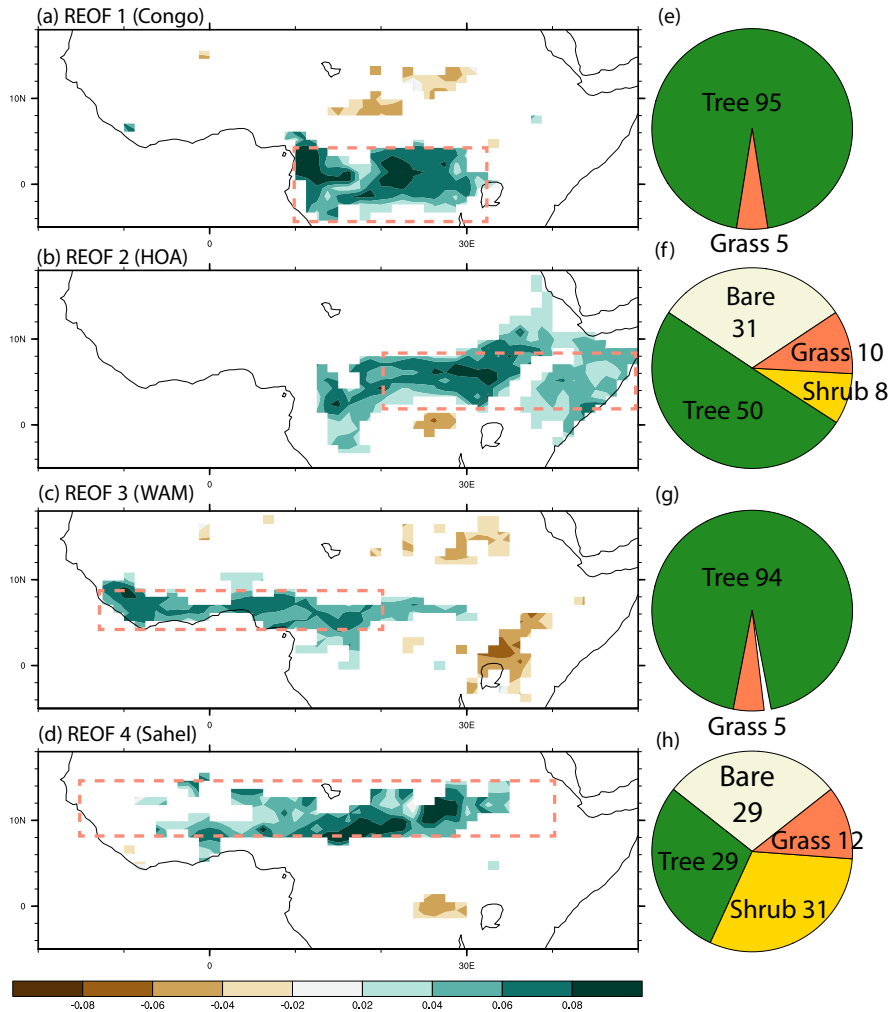 (a) REOF 1 (Congo)
10N
0
0
30E
(e)
Tree 95
Grass 5
(b) REOF 2 (HOA)
10N
0
0
30E
(f)
Bare
31
Grass 10
Shrub 8
Tree 50
(c) REOF 3 (WAM)
10N
0
0
30E
(g)
Tree 94
Grass 5
(d) REOF 4 (Sahel)
10N
0
0
30E
(h)
Bare
29
Grass 12
Tree 29
Shrub 31
-0.08 -0.06 -0.04 -0.02 0.02 0.04 0.06 0.08